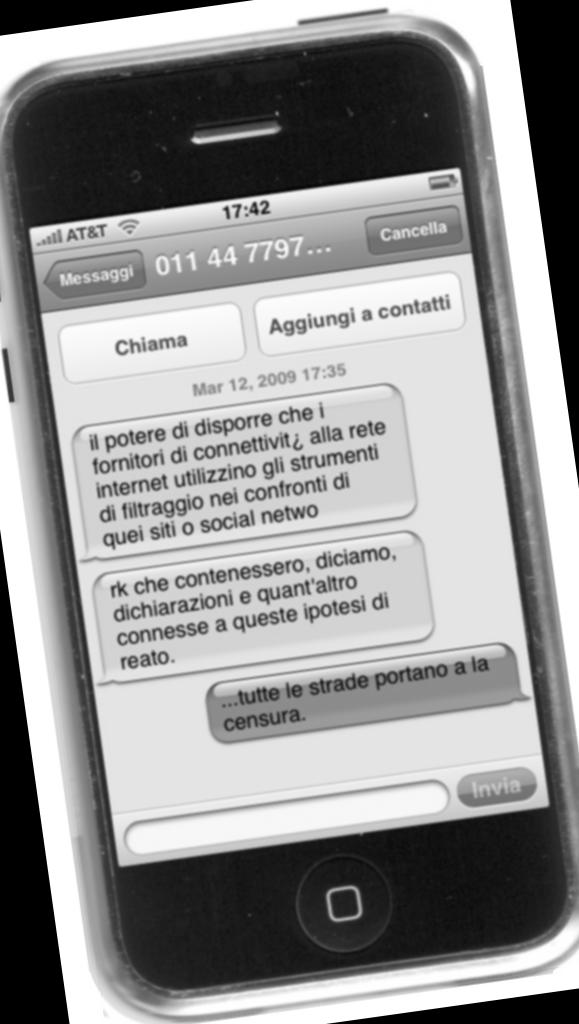 AT&T 17:42
Messaggi 011 44 7797... Cancella
Chiama Aggiungi a contatti
Mar 12, 2009 17:35
il potere di disporre che i
fornitori di connettivit¿ alla rete
internet utilizzino gli strumenti
di filtraggio nei confronti di
quei siti o social netwo
rk che contenessero, diciamo,
dichiarazioni e quant'altro
connesse a queste ipotesi di
reato.
...tutte le strade portano a la
censura.
Invia